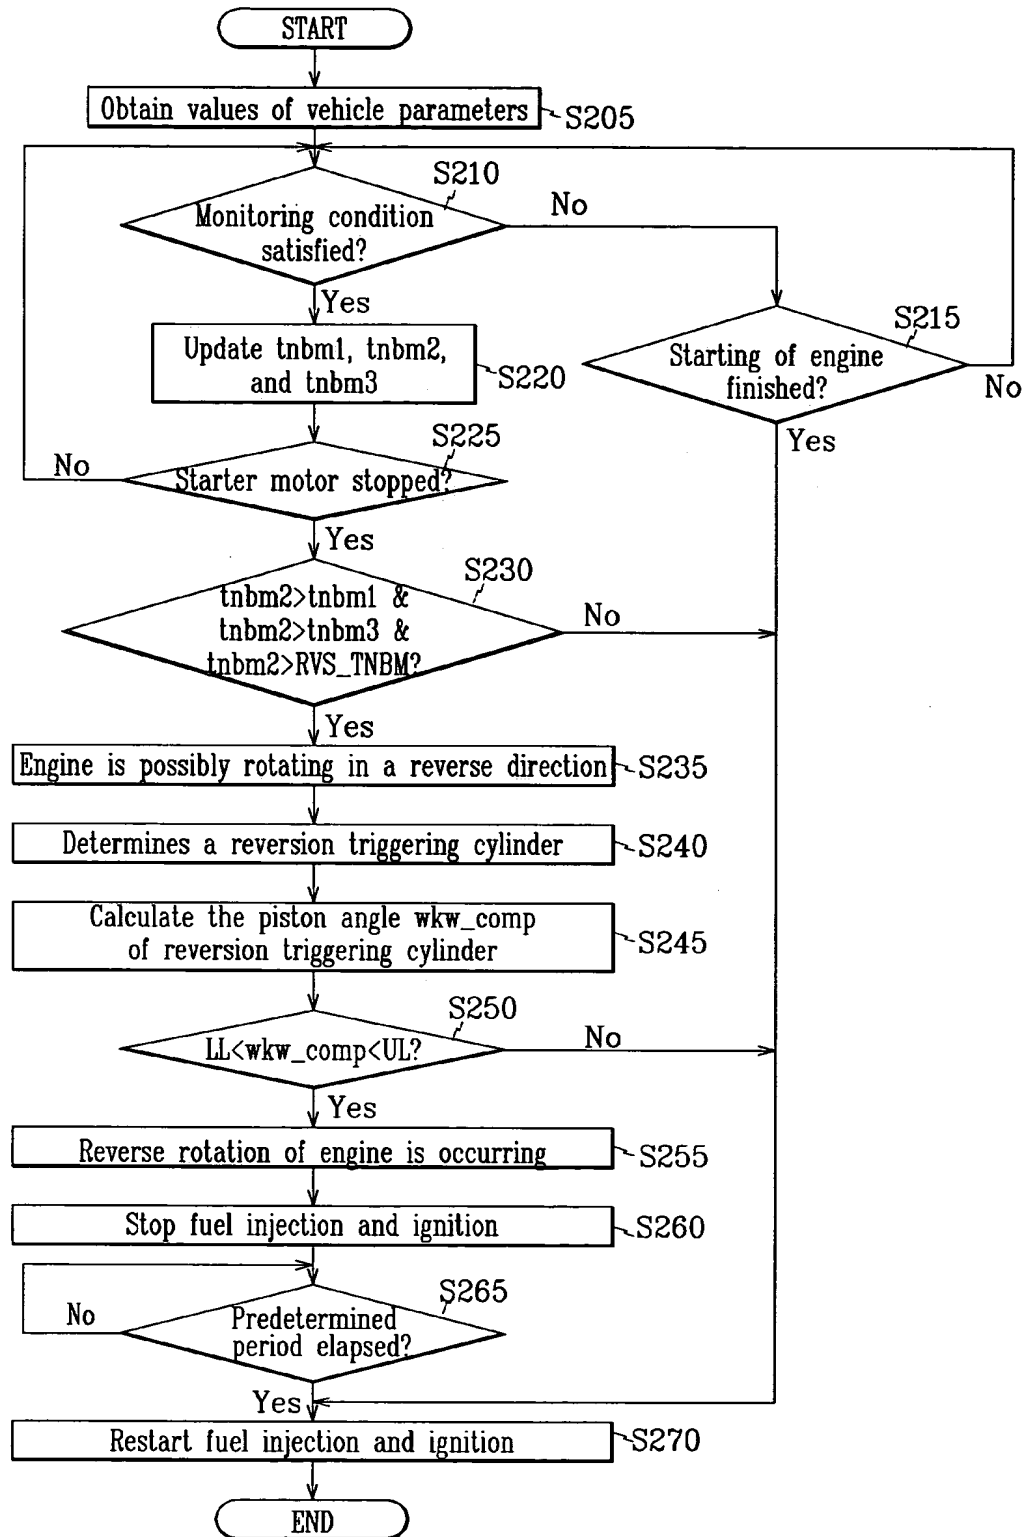 START
Obtain values of vehicle parameters
S205
S210
Monitoring condition
satisfied?
No
Yes
S215
Starting of engine
finished?
No
Yes
Update tnbm1, tnbm2,
and tnbm3
S220
S225
Starter motor stopped?
No
Yes
S230
tnbm2>tnbm1 &
tnbm2>tnbm3 &
tnbm2>RVS_TNBM?
No
Yes
Engine is possibly rotating in a reverse direction
S235
Determines a reversion triggering cylinder
S240
Calculate the piston angle wkw_comp
of reversion triggering cylinder
S245
S250
LL<wkw_comp<UL?
No
Yes
Reverse rotation of engine is occurring
S255
Stop fuel injection and ignition
S260
S265
Predetermined
period elapsed?
No
Yes
Restart fuel injection and ignition
S270
END